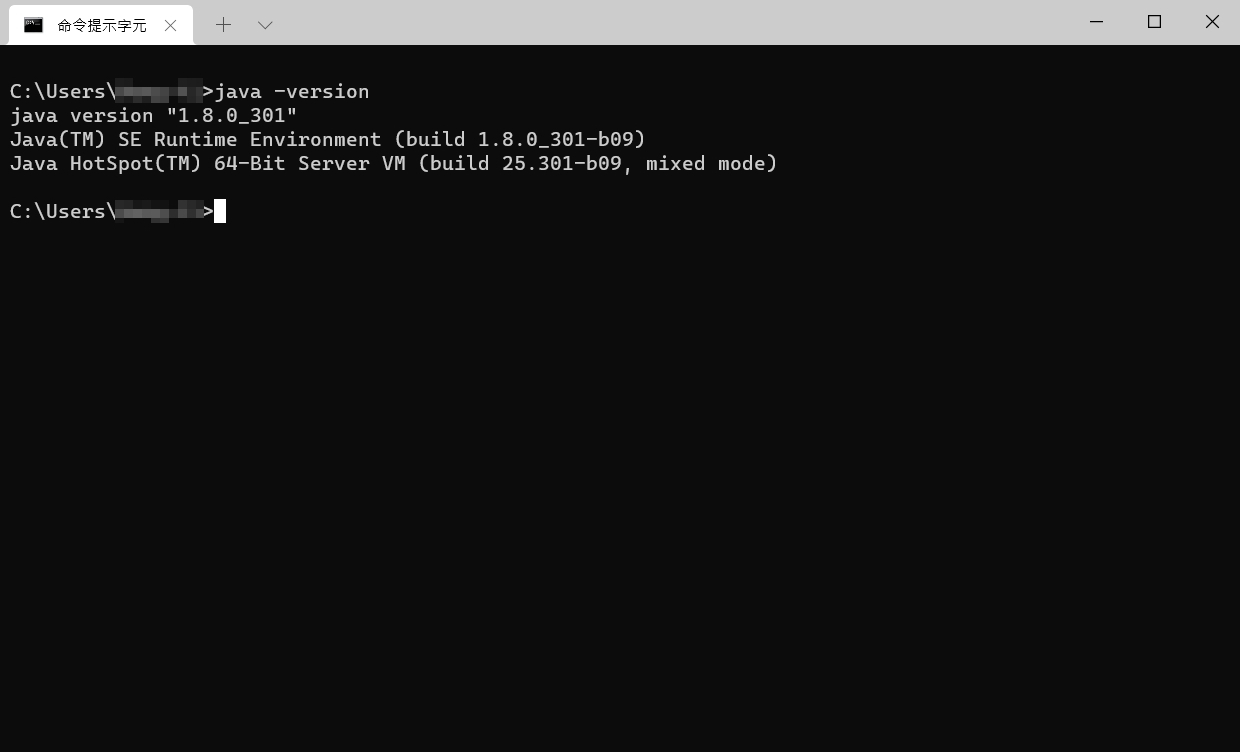 命令提示字元
C:\Users\>java -version
java version "1.8.0_301"
Java(TM) SE Runtime Environment (build 1.8.0_301-b09)
Java HotSpot(TM) 64-Bit Server VM (build 25.301-b09, mixed mode)
C:\Users\>